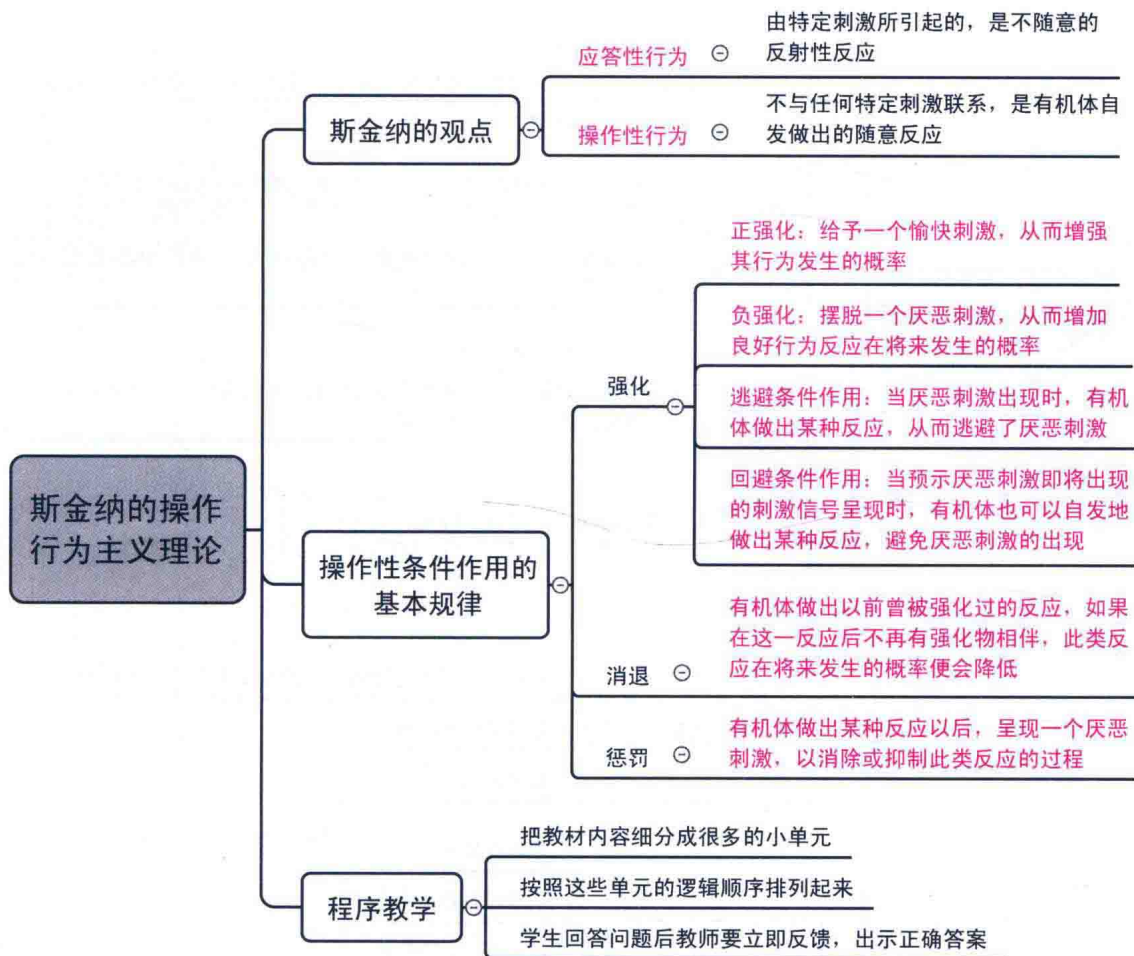 由特定刺激所引起的，是不随意的
反射性反应
应答性行为
斯金纳的观点
不与任何特定刺激联系，是有机体自
发做出的随意反应
操作性行为
正强化：给予一个愉快刺激，从而增强
其行为发生的概率
负强化：摆脱一个厌恶刺激，从而增加
良好行为反应在将来发生的概率
强化
逃避条件作用：当厌恶刺激出现时，有机
体做出某种反应，从而逃避了厌恶刺激
回避条件作用：当预示厌恶刺激即将出现
的刺激信号呈现时，有机体也可以自发地
做出某种反应，避免厌恶刺激的出现
斯金纳的操作
行为主义理论
操作性条件作用的
基本规律
有机体做出以前曾被强化过的反应，如果
在这一反应后不再有强化物相伴，此类反
应在将来发生的概率便会降低
消退
有机体做出某种反应以后，呈现一个厌恶
刺激，以消除或抑制此类反应的过程
惩罚
把教材内容细分成很多的小单元
程序教学
按照这些单元的逻辑顺序排列起来
学生回答问题后教师要立即反馈，出示正确答案